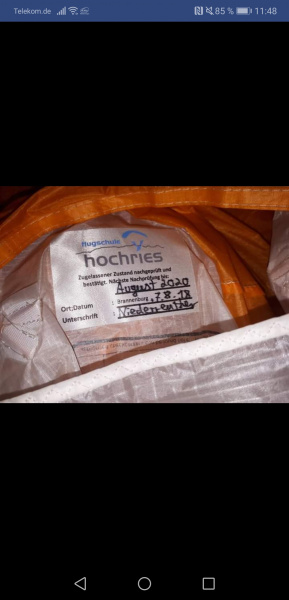 Telekom.de 85 % 11:48
flugschule
hochries
Zugelassener Zustand nachgeprüft und
bestätigt. Nächste Nachprüfung bis:
August 2020
Ort;Datum : Brannenburg, 7.8.18
Unterschrift :